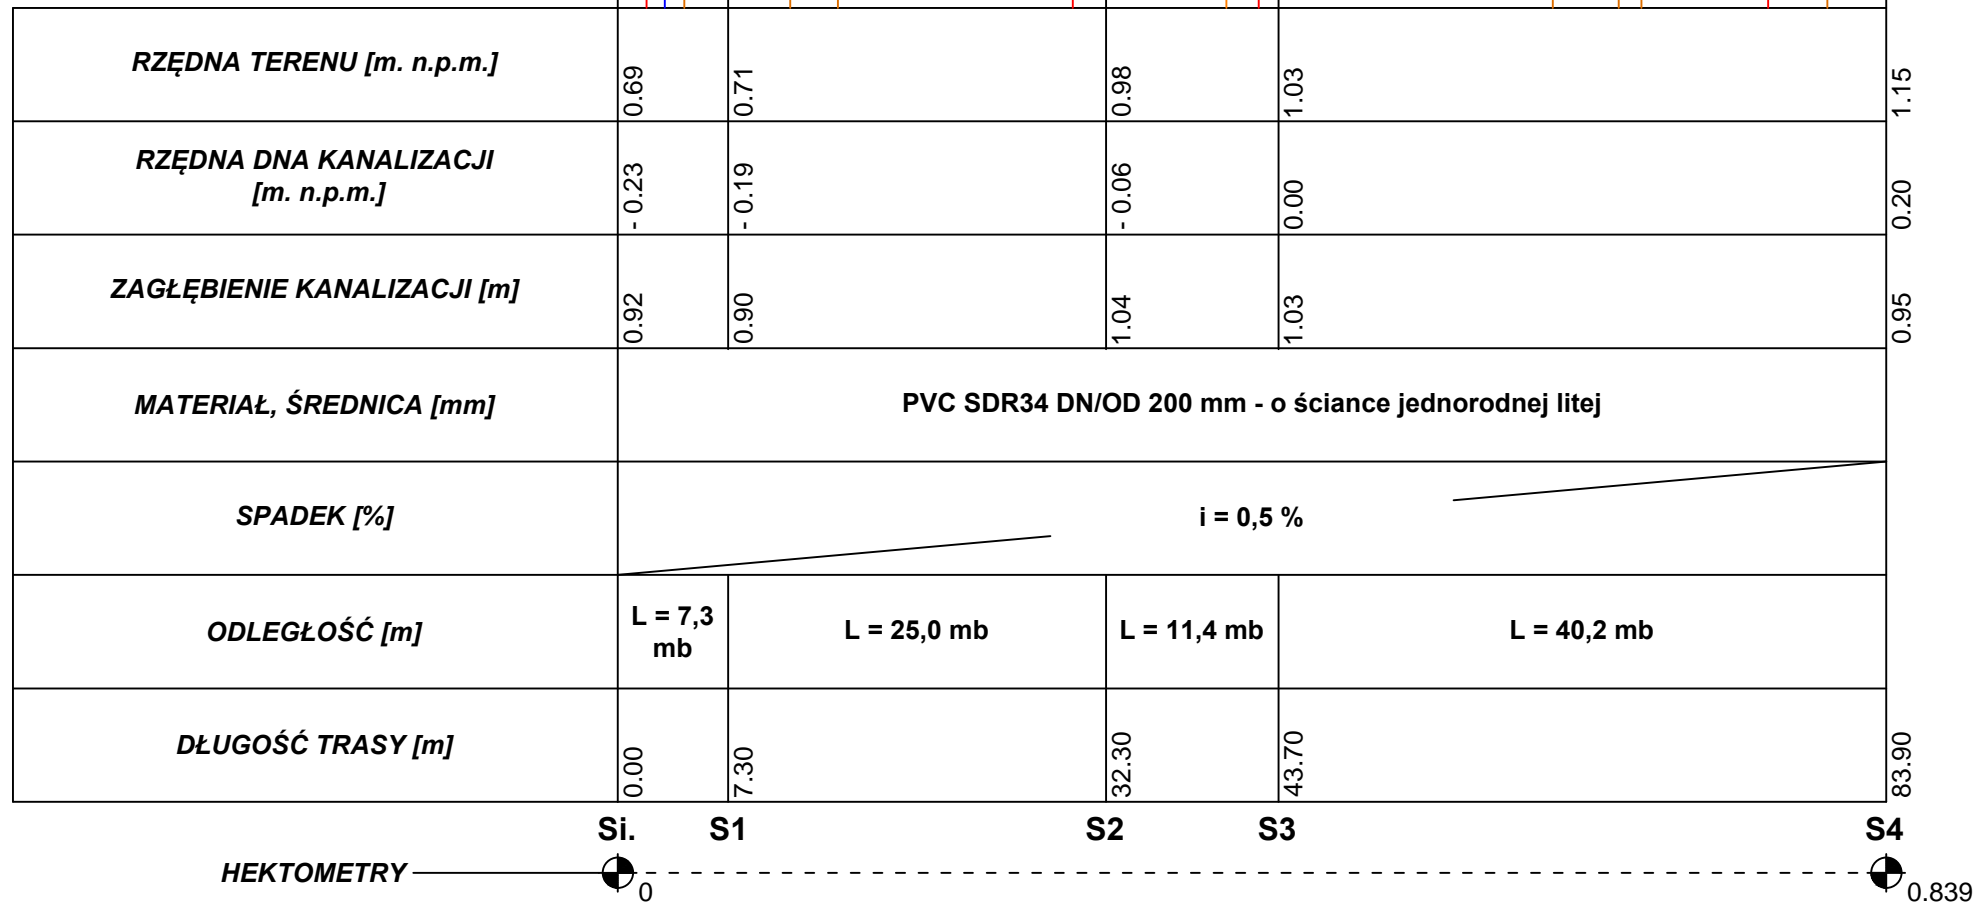 RZĘDNA TERENU [m. n.p.m.]
0.69
0.71
0.98
1.03
1.15
RZĘDNA DNA KANALIZACJI
[m. n.p.m.]
- 0.23
- 0.19
- 0.06
0.00
0.20
ZAGŁĘBIENIE KANALIZACJI [m]
0.92
0.90
1.04
1.03
0.95
MATERIAŁ, ŚREDNICA [mm]
PVC SDR34 DN/OD 200 mm - o ściance jednorodnej litej
SPADEK [%]
i = 0,5 %
ODLEGŁOŚĆ [m]
L = 7,3
mb
L = 25,0 mb
L = 11,4 mb
L = 40,2 mb
DŁUGOŚĆ TRASY [m]
0.00
7.30
32.30
43.70
83.90
Si.
S1
S2
S3
S4
HEKTOMETRY
0
0.839